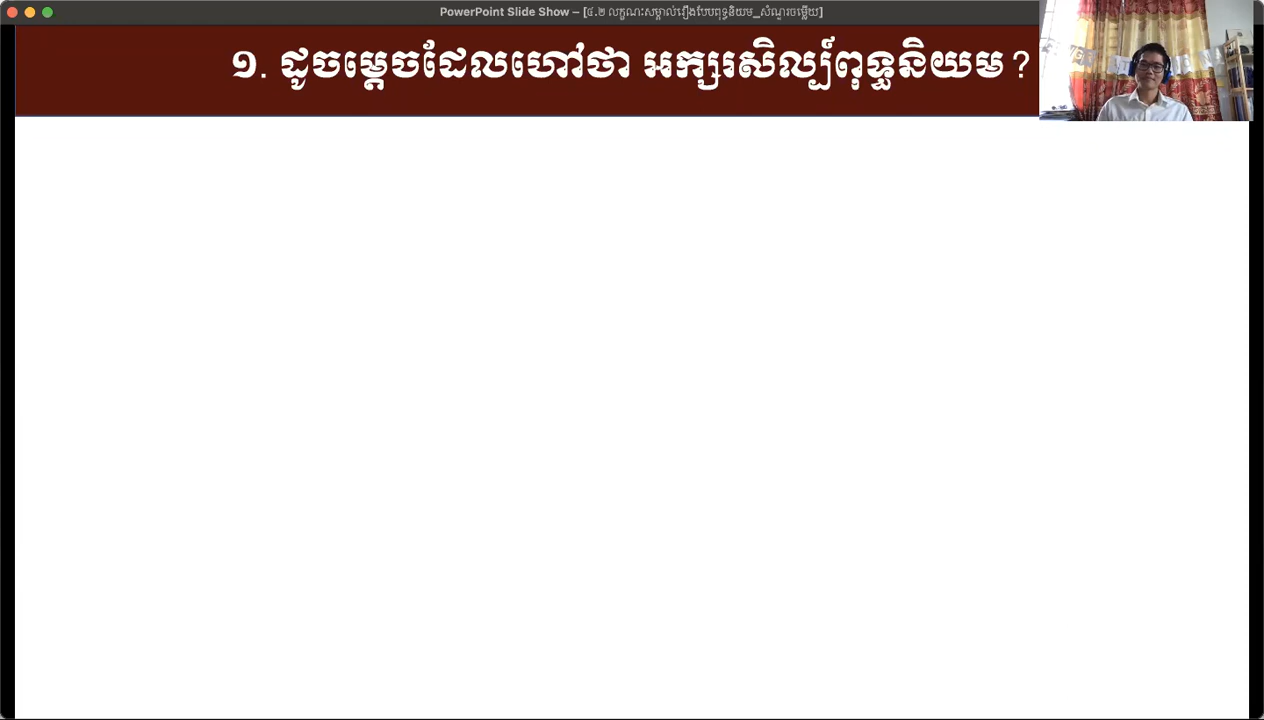 PowerPoint Slide Show – [៤.២ លក្ខណៈសម្គាល់រឿងបែបពុទ្ធនិយម_សំណួរចម្លើយ]
១. ដូចម្ដេចដែលហៅថា អក្សរសិល្ប៍ពុទ្ធនិយម?